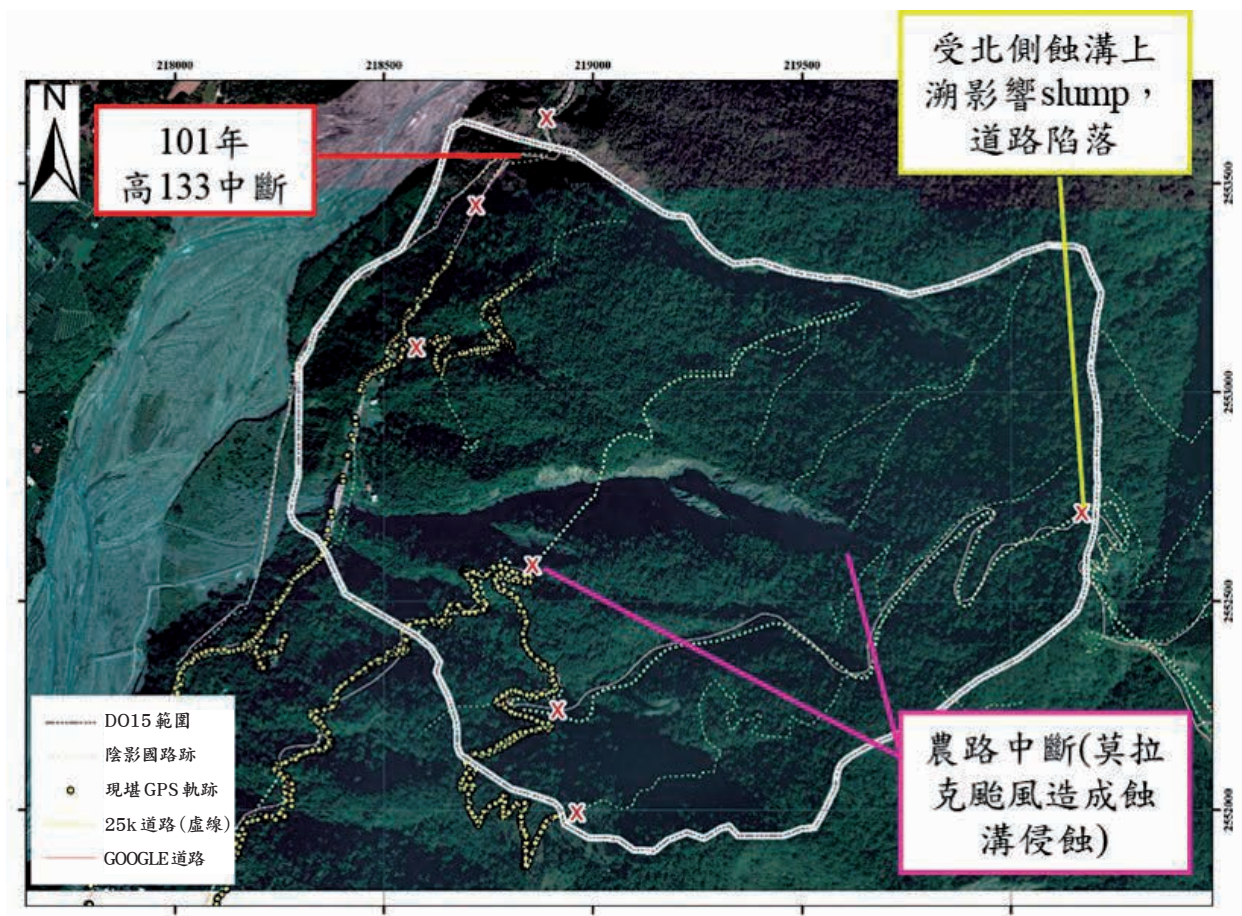 218000
218500
219000
219500
受北側蝕溝上
溯影響slump，
道路陷落
N
101年
高133中斷
X
X
X
X
X
X
X
2553500
2553000
2552500
2552000
DO15範圍
陰影國路跡
現堪GPS軌跡
25k道路(虛線)
GOOGLE道路
農路中斷(莫拉
克颱風造成蝕
溝侵蝕)